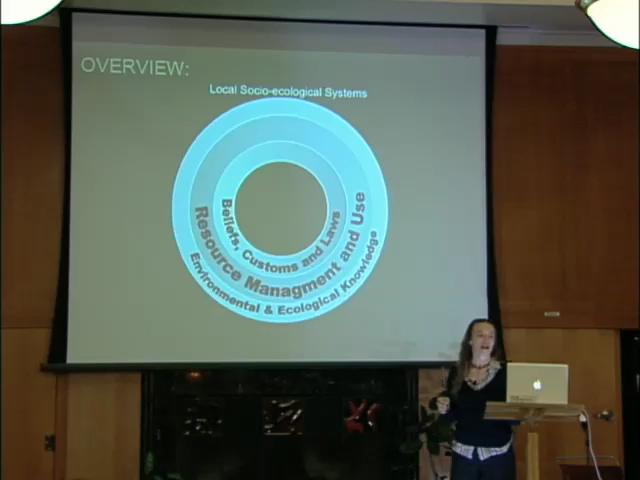 OVERVIEW:
Local Socio-ecological Systems
Beliefs, Customs and Laws
Resource Managment and Use
Environmental & Ecological Knowledge